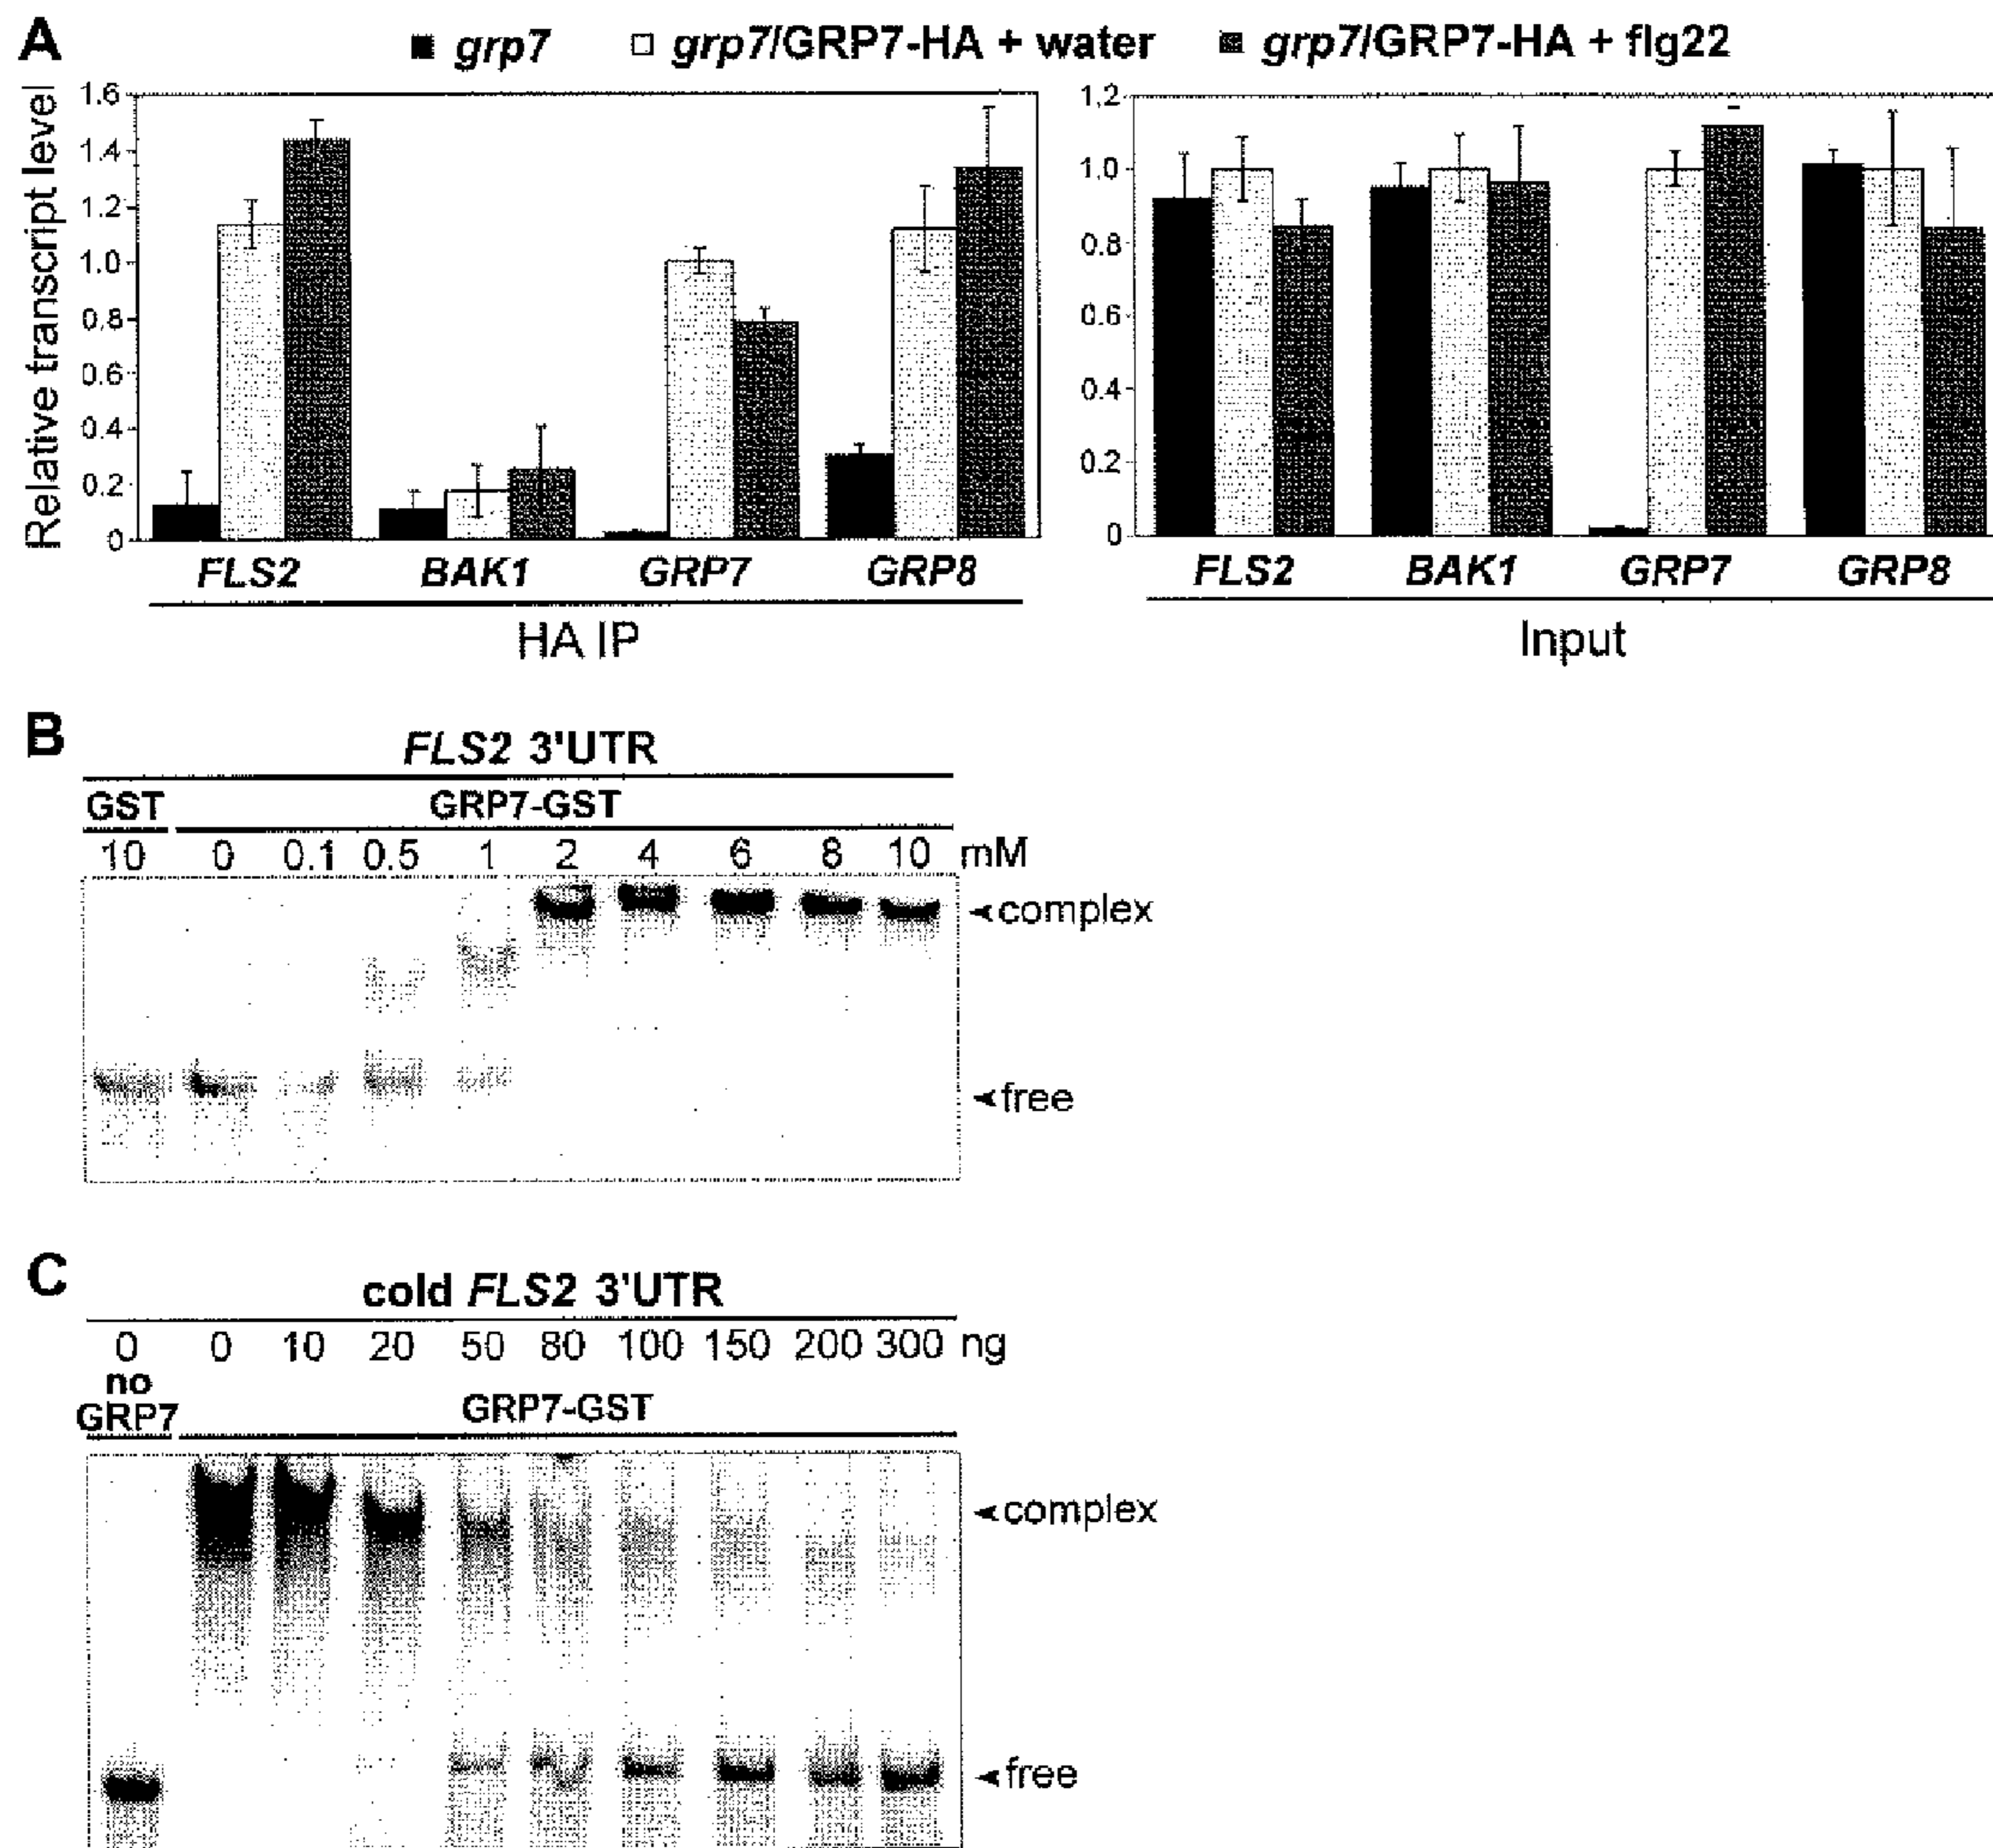 A
grp7 grp7/GRP7-HA + water grp7/GRP7-HA + flg22
Relative transcript level
1.6
1.4
1.2
1.0
0.8
0.6
0.4
0.2
0
FLS2 BAK1 GRP7 GRP8
HA IP
1.2
1.0
0.8
0.6
0.4
0.2
0
FLS2 BAK1 GRP7 GRP8
Input
B
FLS2 3'UTR
GST GRP7-GST
10 0 0.1 0.5 1 2 4 6 8 10 mM
complex
free
C
cold FLS2 3'UTR
0 0 10 20 50 80 100 150 200 300 ng
no
GRP7 GRP7-GST
complex
free